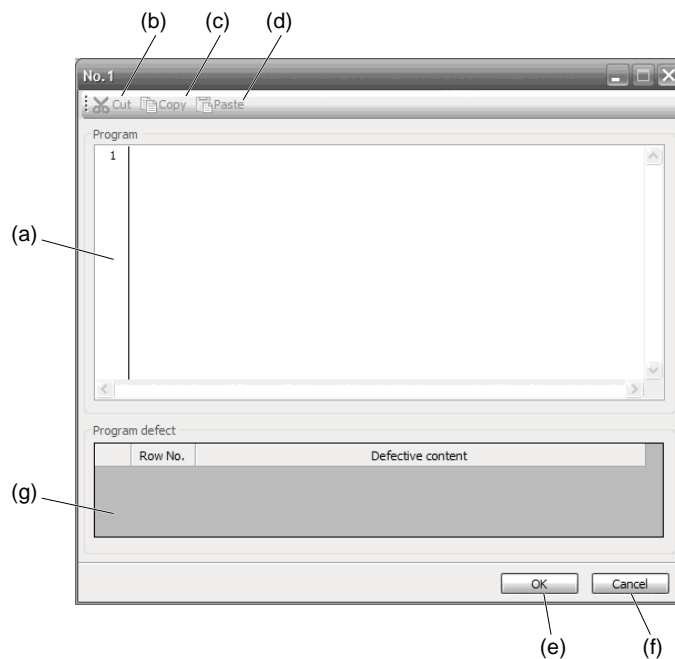 (b) (c) (d)
No.1
Cut Copy Paste
Program
1
(a)
Program defect
Row No. Defective content
(g)
OK Cancel
(e) (f)